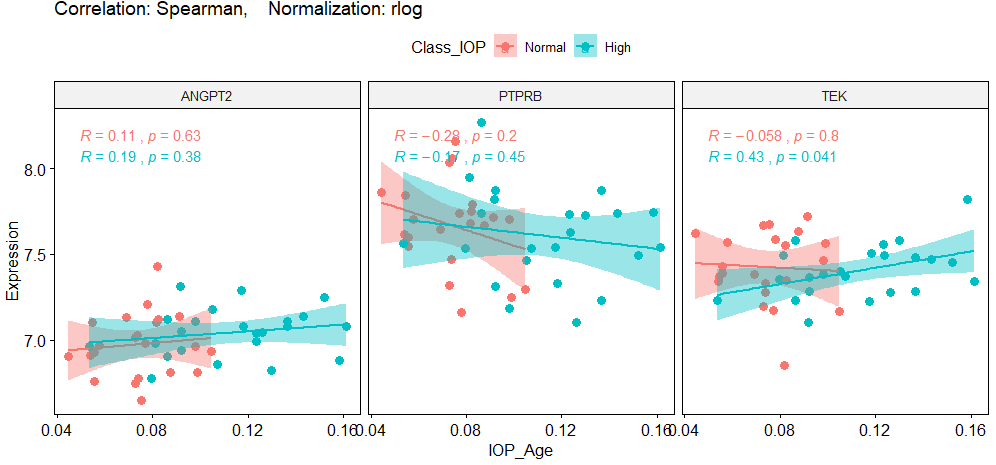 Correlation: Spearman, Normalization: rlog
Class_IOP Normal High
ANGPT2 PTPRB TEK
R = 0.11 , p = 0.63 R = −0.28 , p = 0.2 R = −0.058 , p = 0.8
R = 0.19 , p = 0.38 R = −0.17 , p = 0.45 R = 0.43 , p = 0.041
8.0
7.5
7.0
Expression
0.04 0.08 0.12 0.16 0.04 0.08 0.12 0.16 0.04 0.08 0.12 0.16
IOP_Age